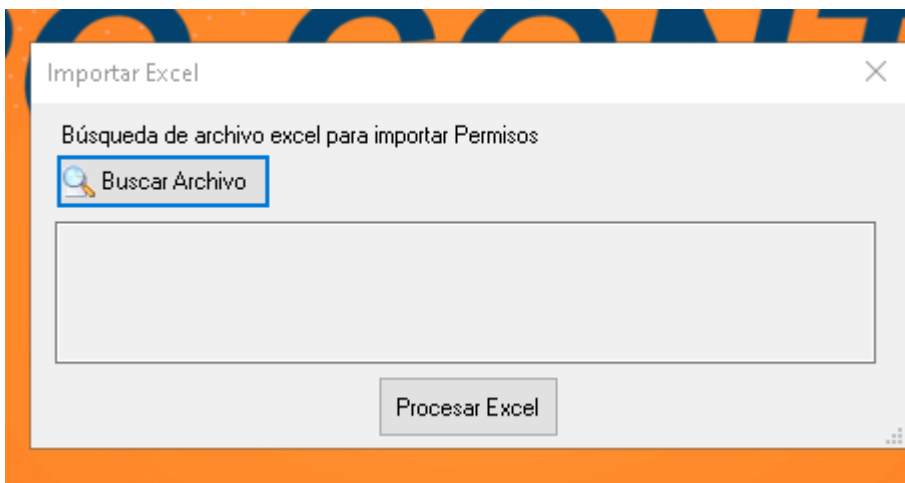 Importar Excel
Búsqueda de archivo excel para importar Permisos
Buscar Archivo
Procesar Excel